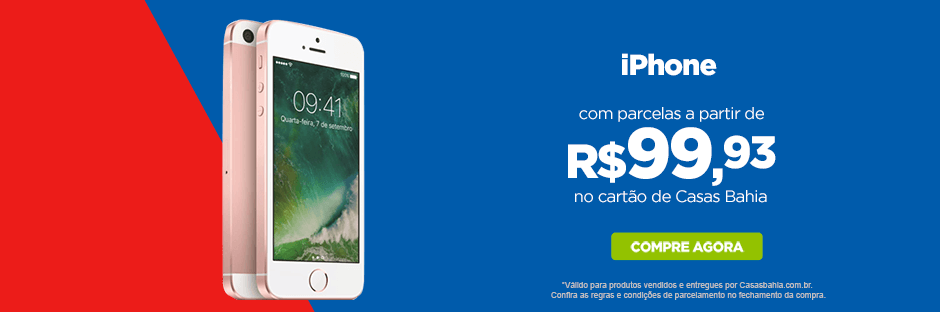 09:41
Quarta-feira, 7 de setembro
iPhone
com parcelas a partir de
R$99,93
no cartão de Casas Bahia
COMPRE AGORA
*Válido para produtos vendidos e entregues por Casasbahia.com.br.
Confira as regras e condições de parcelamento no fechamento da compra.